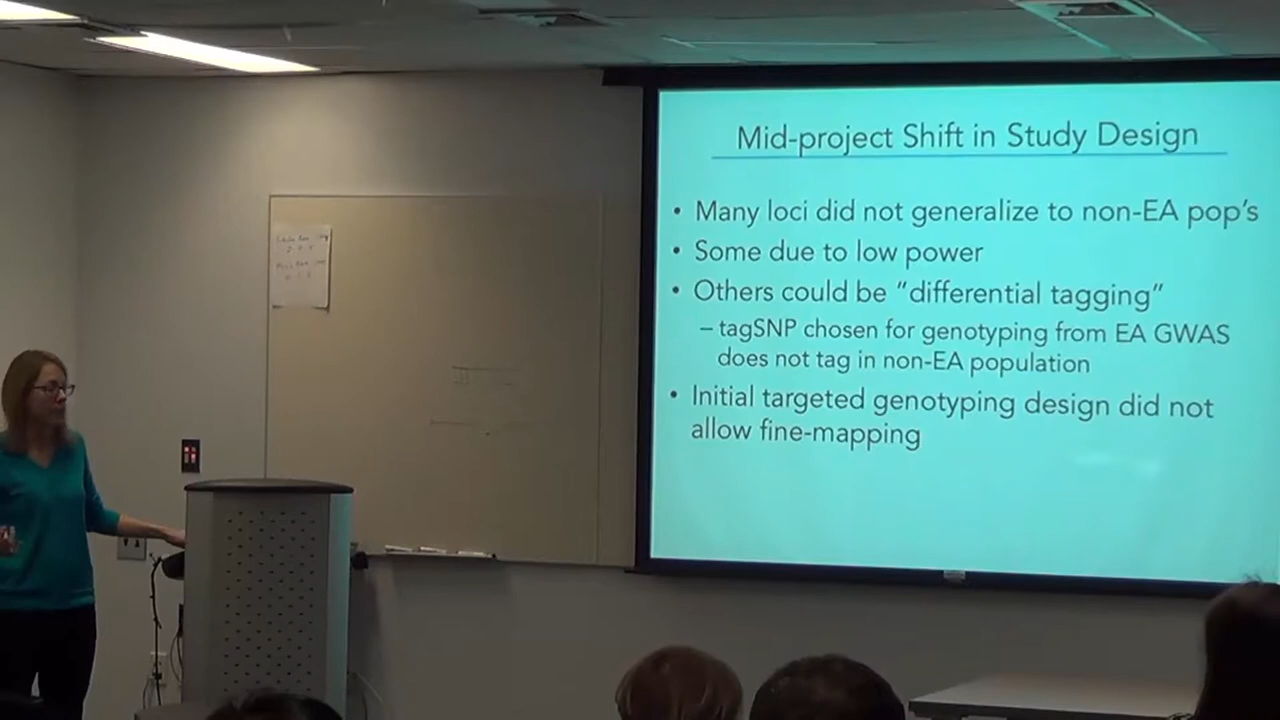 Mid-project Shift in Study Design
• Many loci did not generalize to non-EA pop's
• Some due to low power
• Others could be "differential tagging"
– tagSNP chosen for genotyping from EA GWAS
does not tag in non-EA population
• Initial targeted genotyping design did not
allow fine-mapping